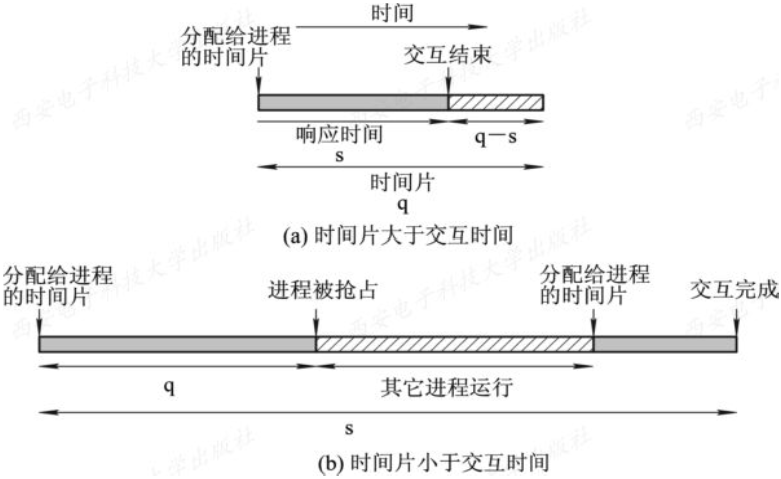 时间
分配给进程
的时间片
交互结束
响应时间
s
q－s
时间片
q
(a) 时间片大于交互时间
分配给进程
的时间片
进程被抢占
分配给进程
的时间片
交互完成
q
其它进程运行
s
(b) 时间片小于交互时间
西安电子科技大学出版社